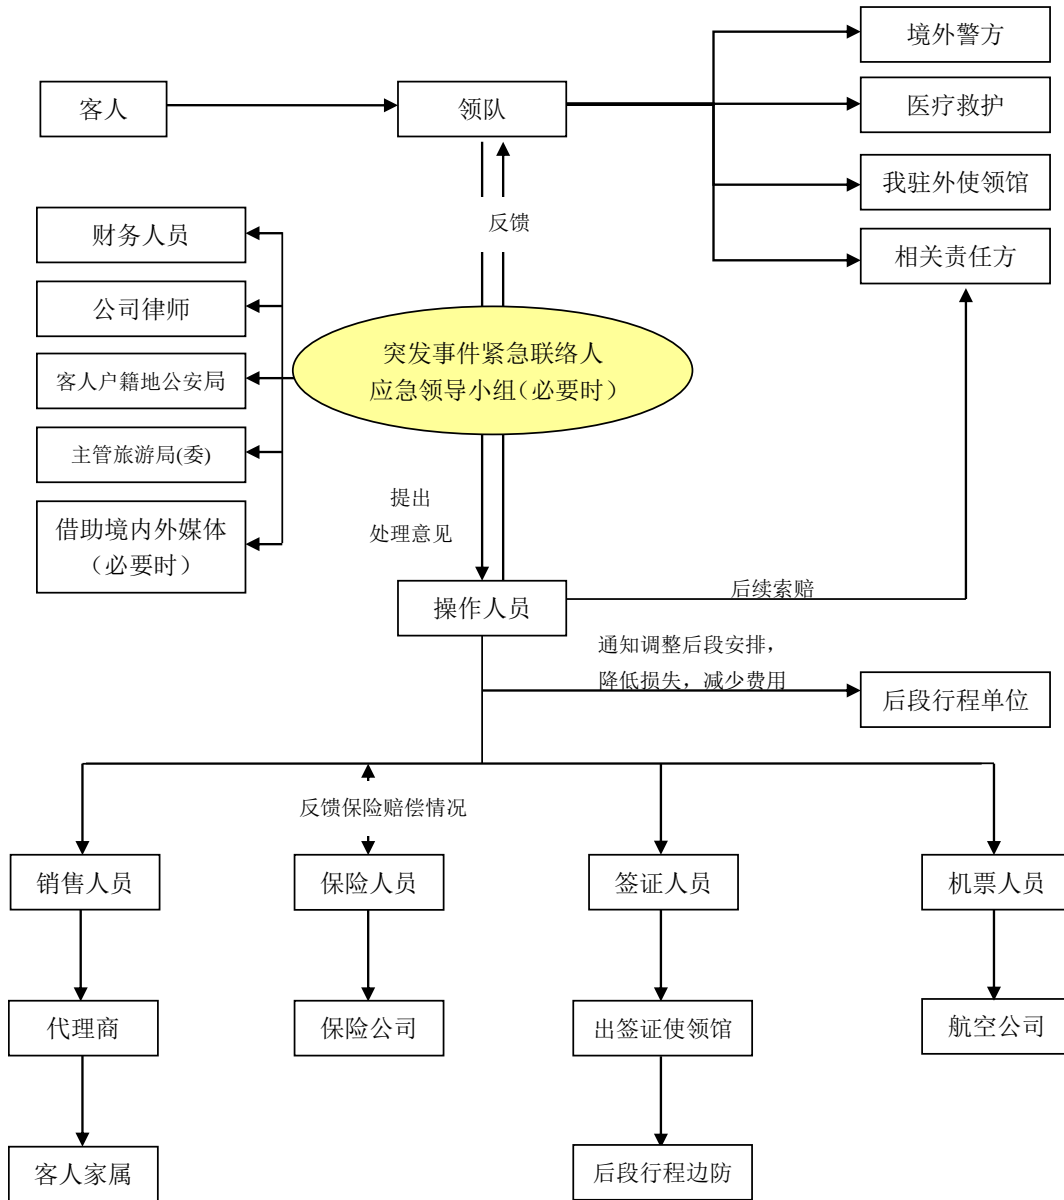 境外警方
客人
领队
医疗救护
我驻外使领馆
反馈
财务人员
相关责任方
公司律师
突发事件紧急联络人
应急领导小组（必要时）
客人户籍地公安局
主管旅游局(委)
提出
处理意见
借助境内外媒体
（必要时）
操作人员
后续索赔
通知调整后段安排，
降低损失，减少费用
后段行程单位
反馈保险赔偿情况
销售人员
保险人员
签证人员
机票人员
代理商
保险公司
出签证使领馆
航空公司
客人家属
后段行程边防